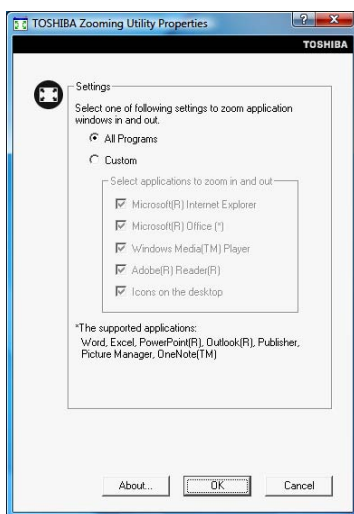 TOSHIBA Zooming Utility Properties
TOSHIBA
Settings
Select one of following settings to zoom application
windows in and out.
All Programs
Custom
Select applications to zoom in and out
Microsoft(R) Internet Explorer
Microsoft(R) Office (*)
Windows Media(TM) Player
Adobe(R) Reader(R)
Icons on the desktop
*The supported applications:
Word, Excel, PowerPoint(R), Outlook(R), Publisher,
Picture Manager, OneNote(TM)
About... OK Cancel